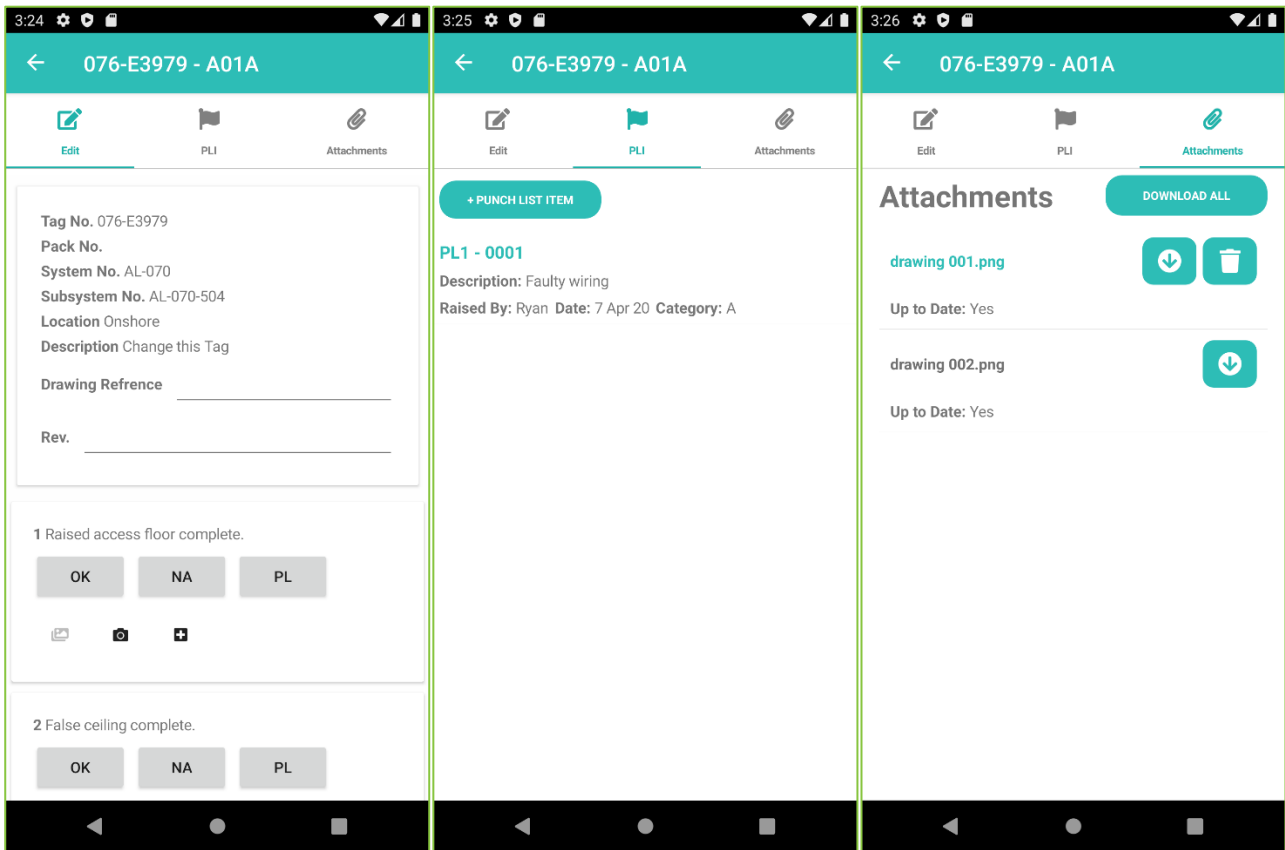 3:24
076-E3979 - A01A
Edit
PLI
Attachments
Tag No. 076-E3979
Pack No.
System No. AL-070
Subsystem No. AL-070-504
Location Onshore
Description Change this Tag
Drawing Refrence
Rev.
1 Raised access floor complete.
OK NA PL
2 False ceiling complete.
OK NA PL
3:25
076-E3979 - A01A
Edit
PLI
Attachments
+ PUNCH LIST ITEM
PL1 - 0001
Description: Faulty wiring
Raised By: Ryan Date: 7 Apr 20 Category: A
3:26
076-E3979 - A01A
Edit
PLI
Attachments
Attachments
DOWNLOAD ALL
drawing 001.png
Up to Date: Yes
drawing 002.png
Up to Date: Yes